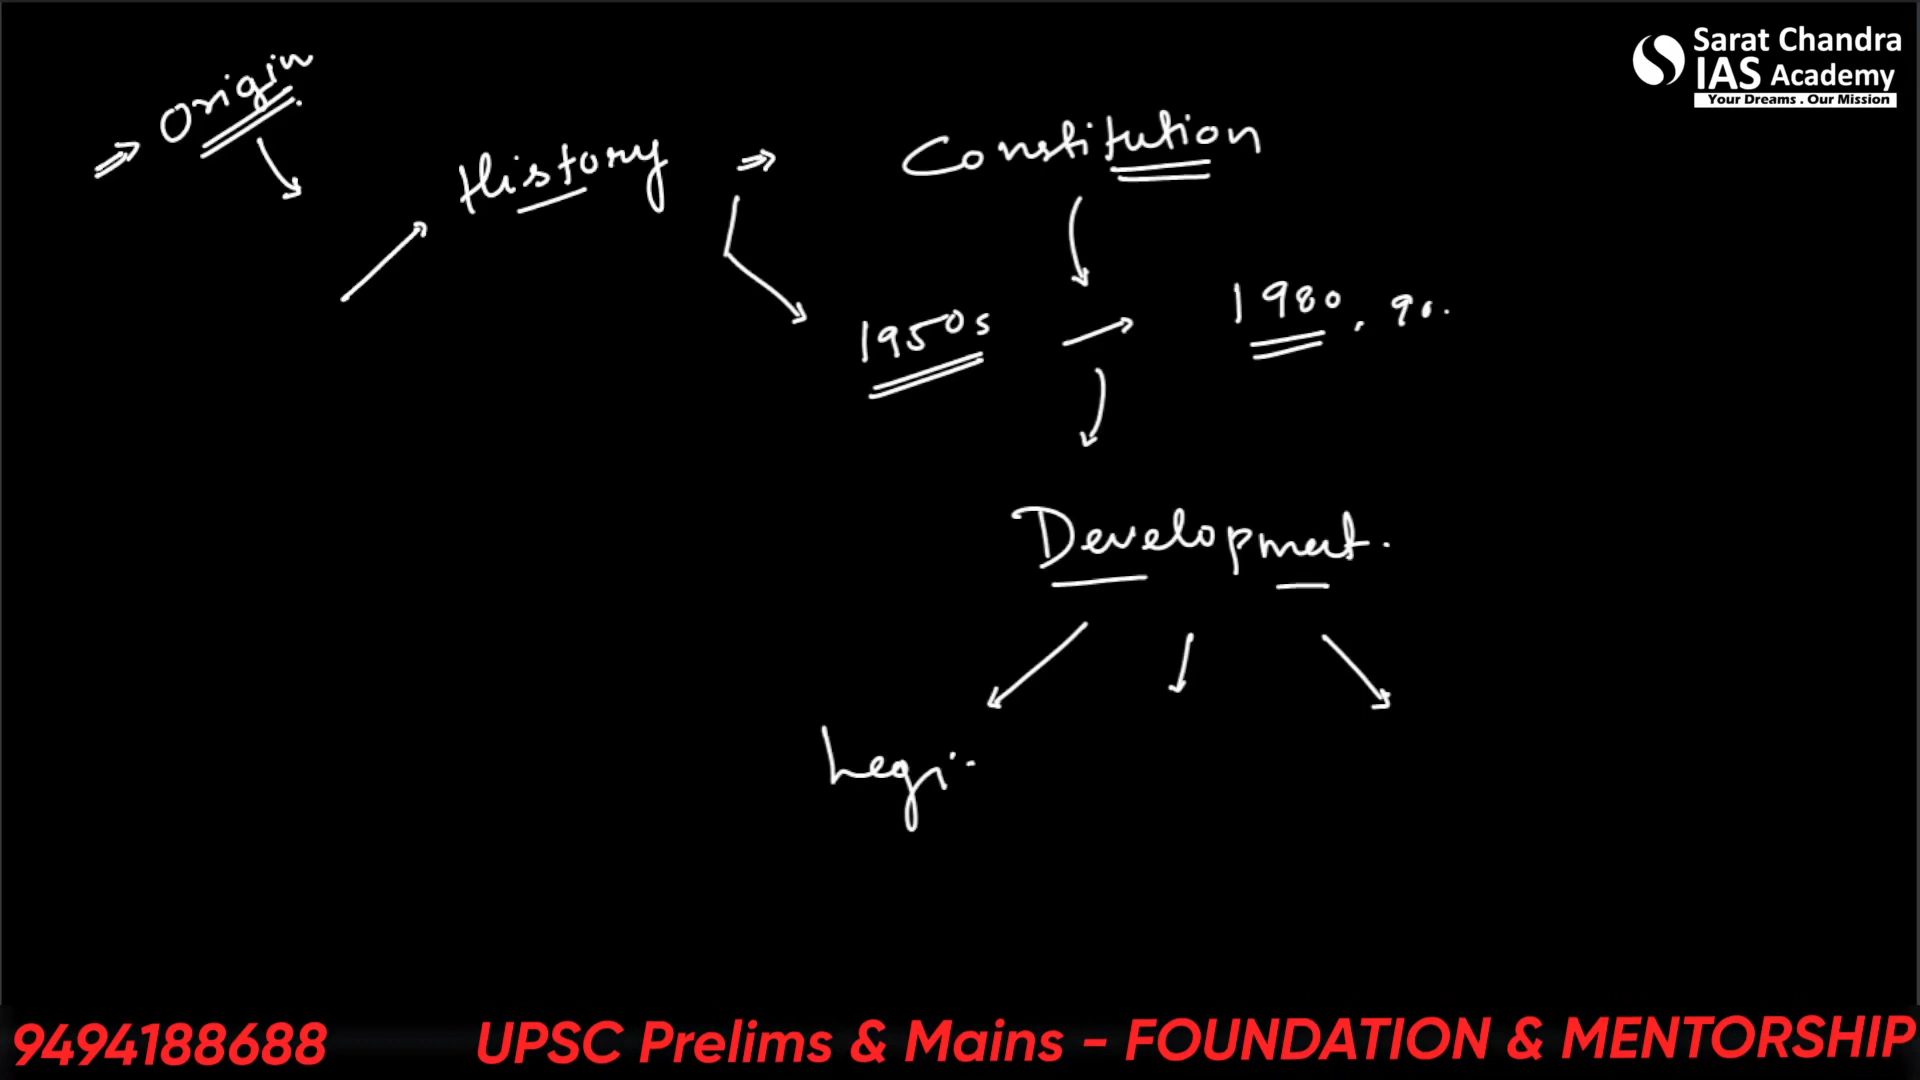 Sarat Chandra
IAS Academy
Your Dreams . Our Mission
⇒ Origin
History ⇒ Constitution
1950s → 1980, 90.
Development.
Legi.
9494188688 UPSC Prelims & Mains - FOUNDATION & MENTORSHIP